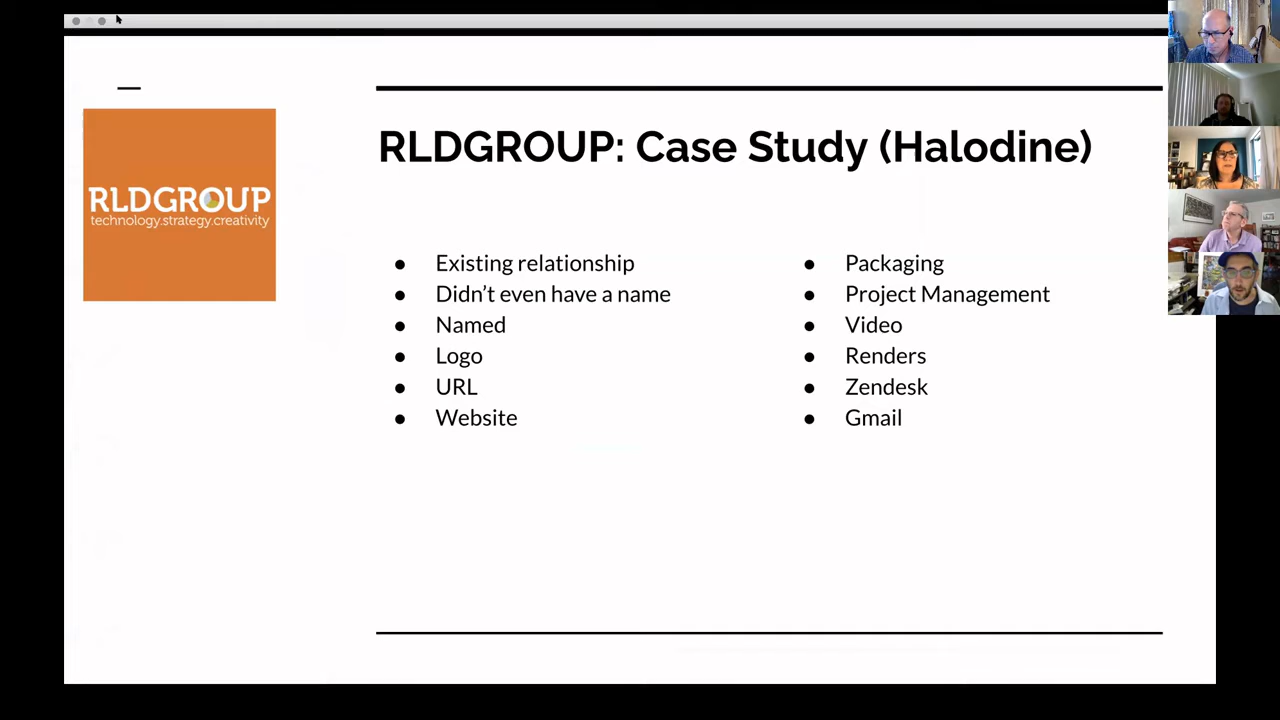 RLDGROUP
technology.strategy.creativity
RLDGROUP: Case Study (Halodine)
● Existing relationship
● Didn’t even have a name
● Named
● Logo
● URL
● Website
● Packaging
● Project Management
● Video
● Renders
● Zendesk
● Gmail